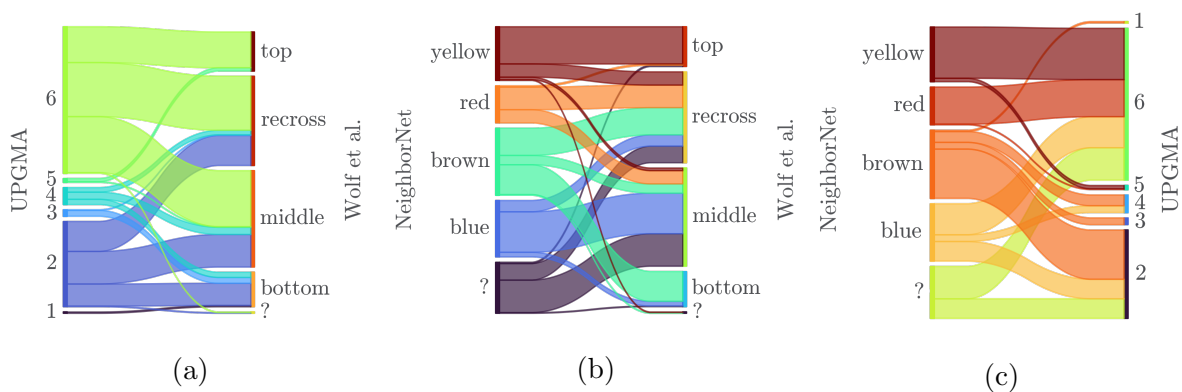 UPGMA
6
5
4
3
2
1
top
recross
middle
bottom
?
Wolf et al.
(a)
NeighborNet
yellow
red
brown
blue
?
top
recross
middle
bottom
?
Wolf et al.
(b)
NeighborNet
yellow
red
brown
blue
?
1
6
5
4
3
2
UPGMA
(c)